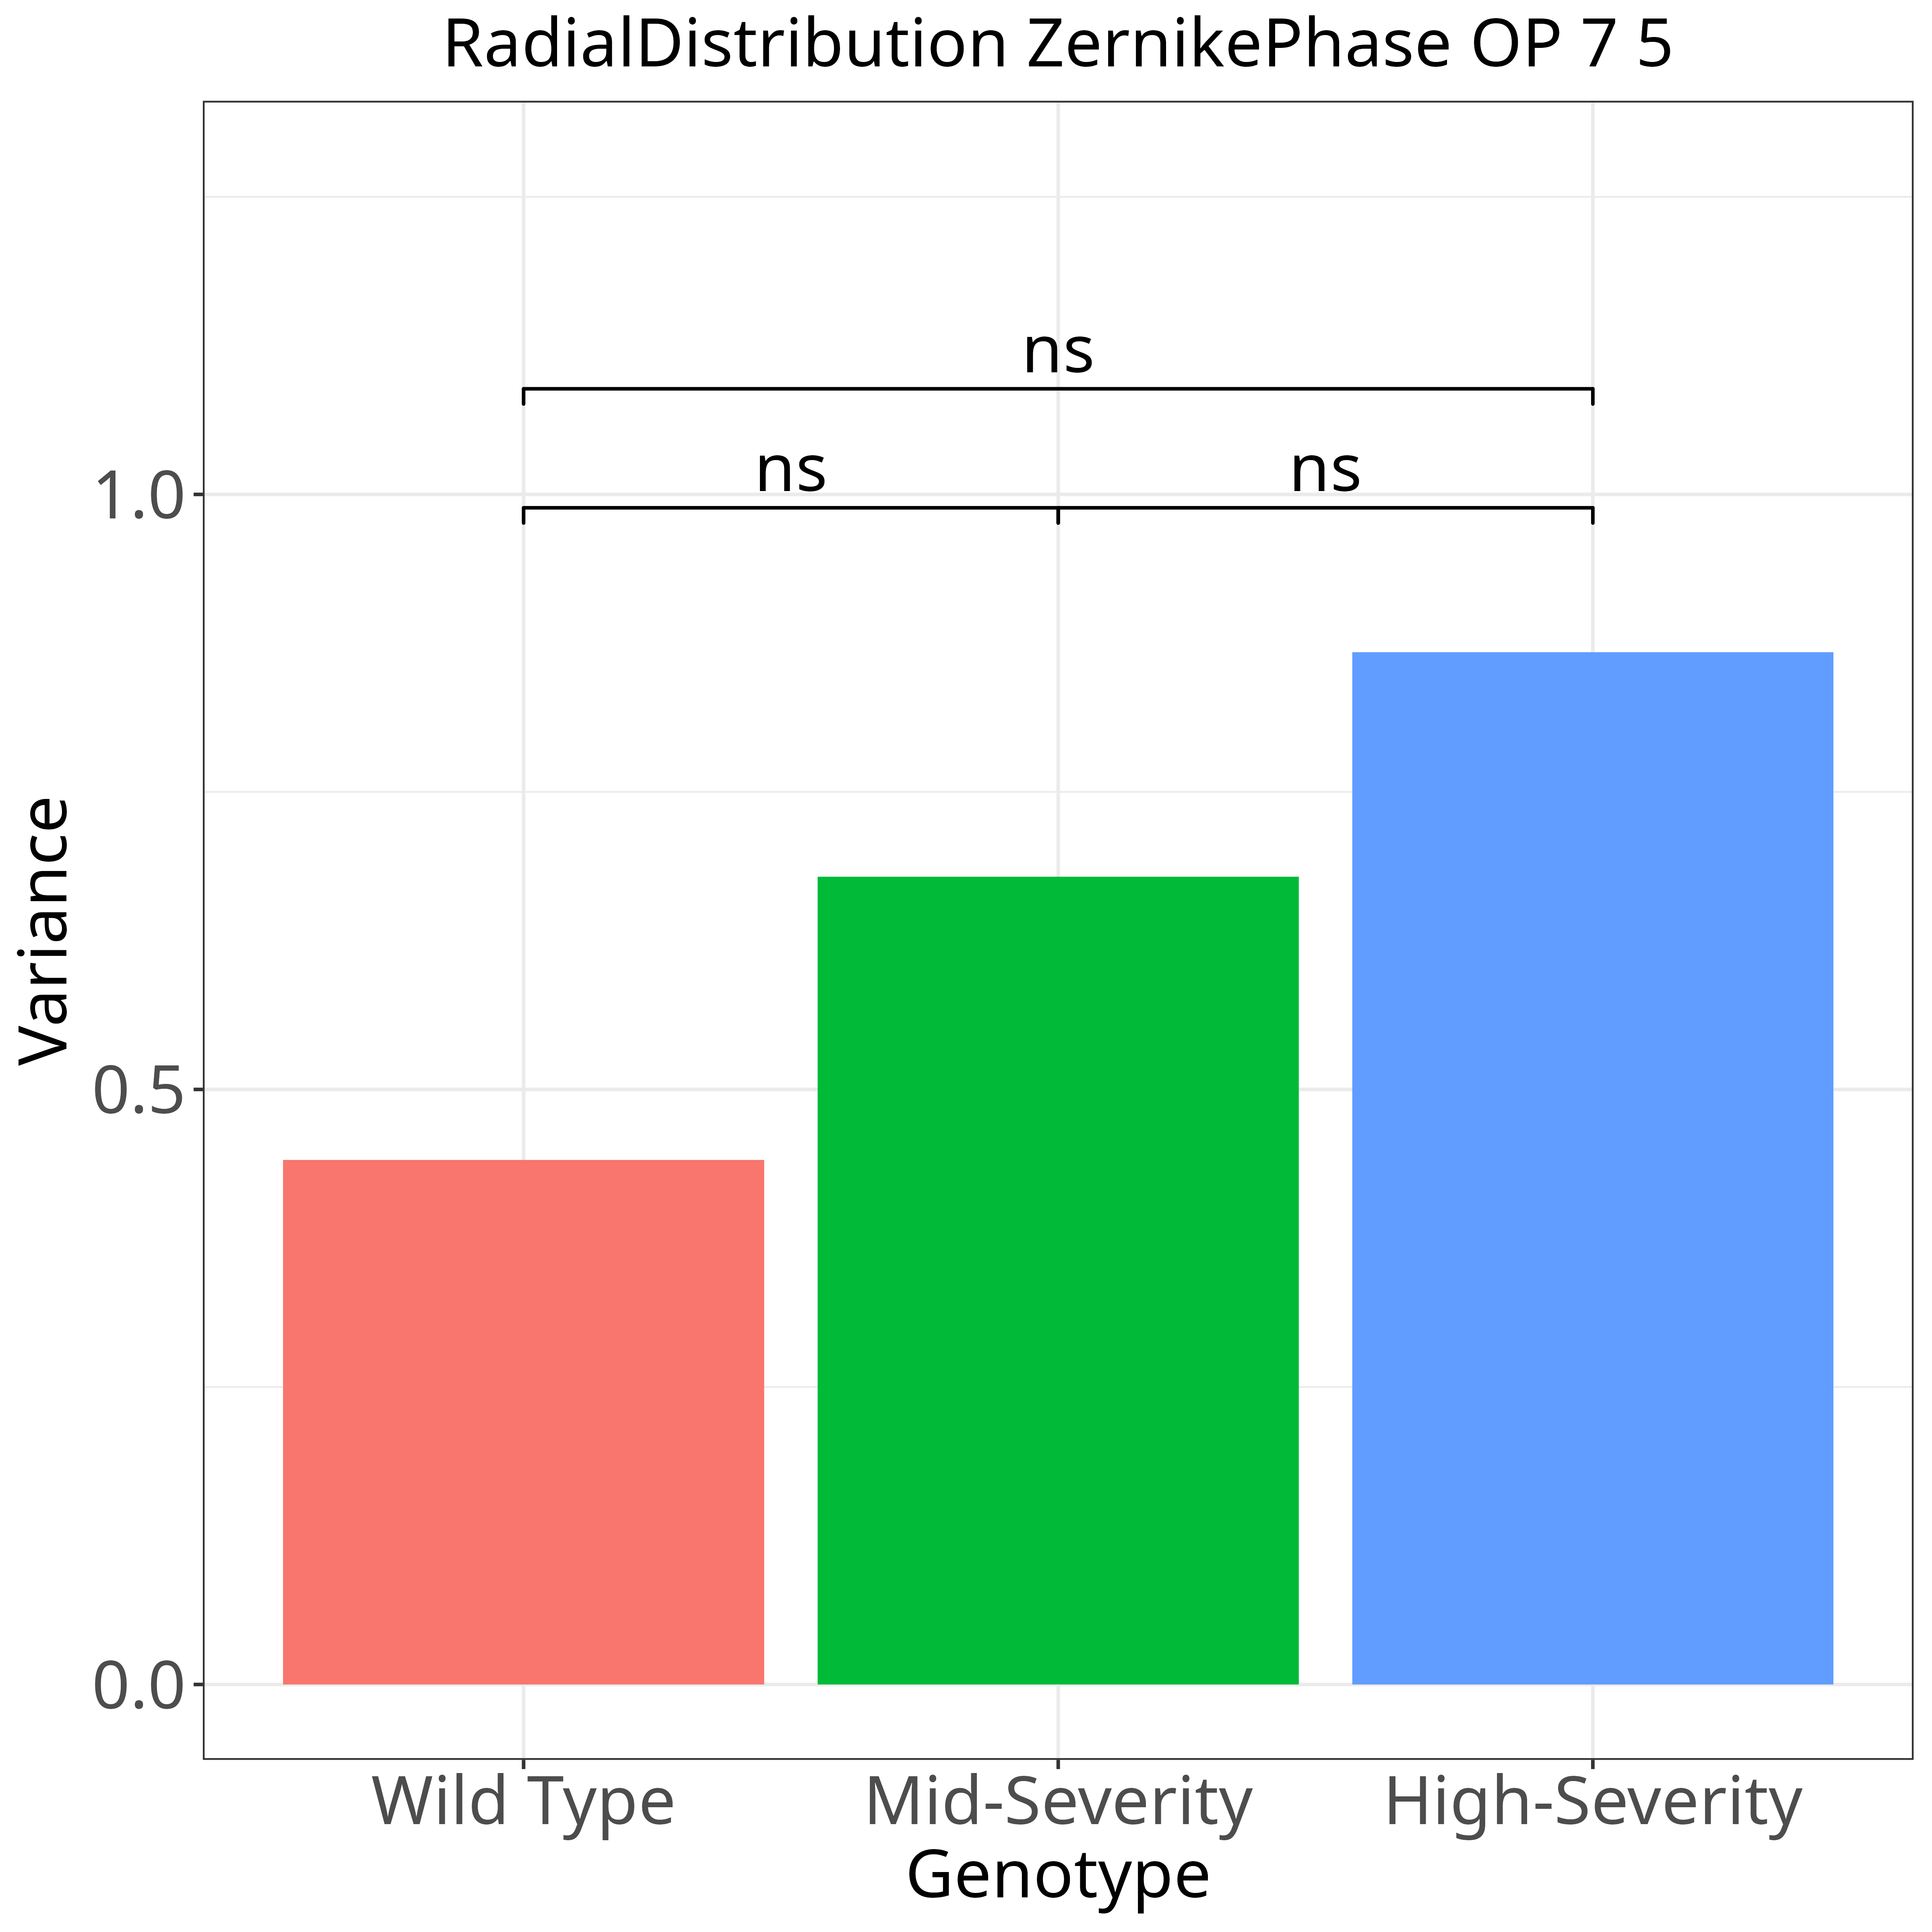 RadialDistribution ZernikePhase OP 7 5
ns
ns ns
1.0
0.5
0.0
Variance
Wild Type Mid-Severity High-Severity
Genotype